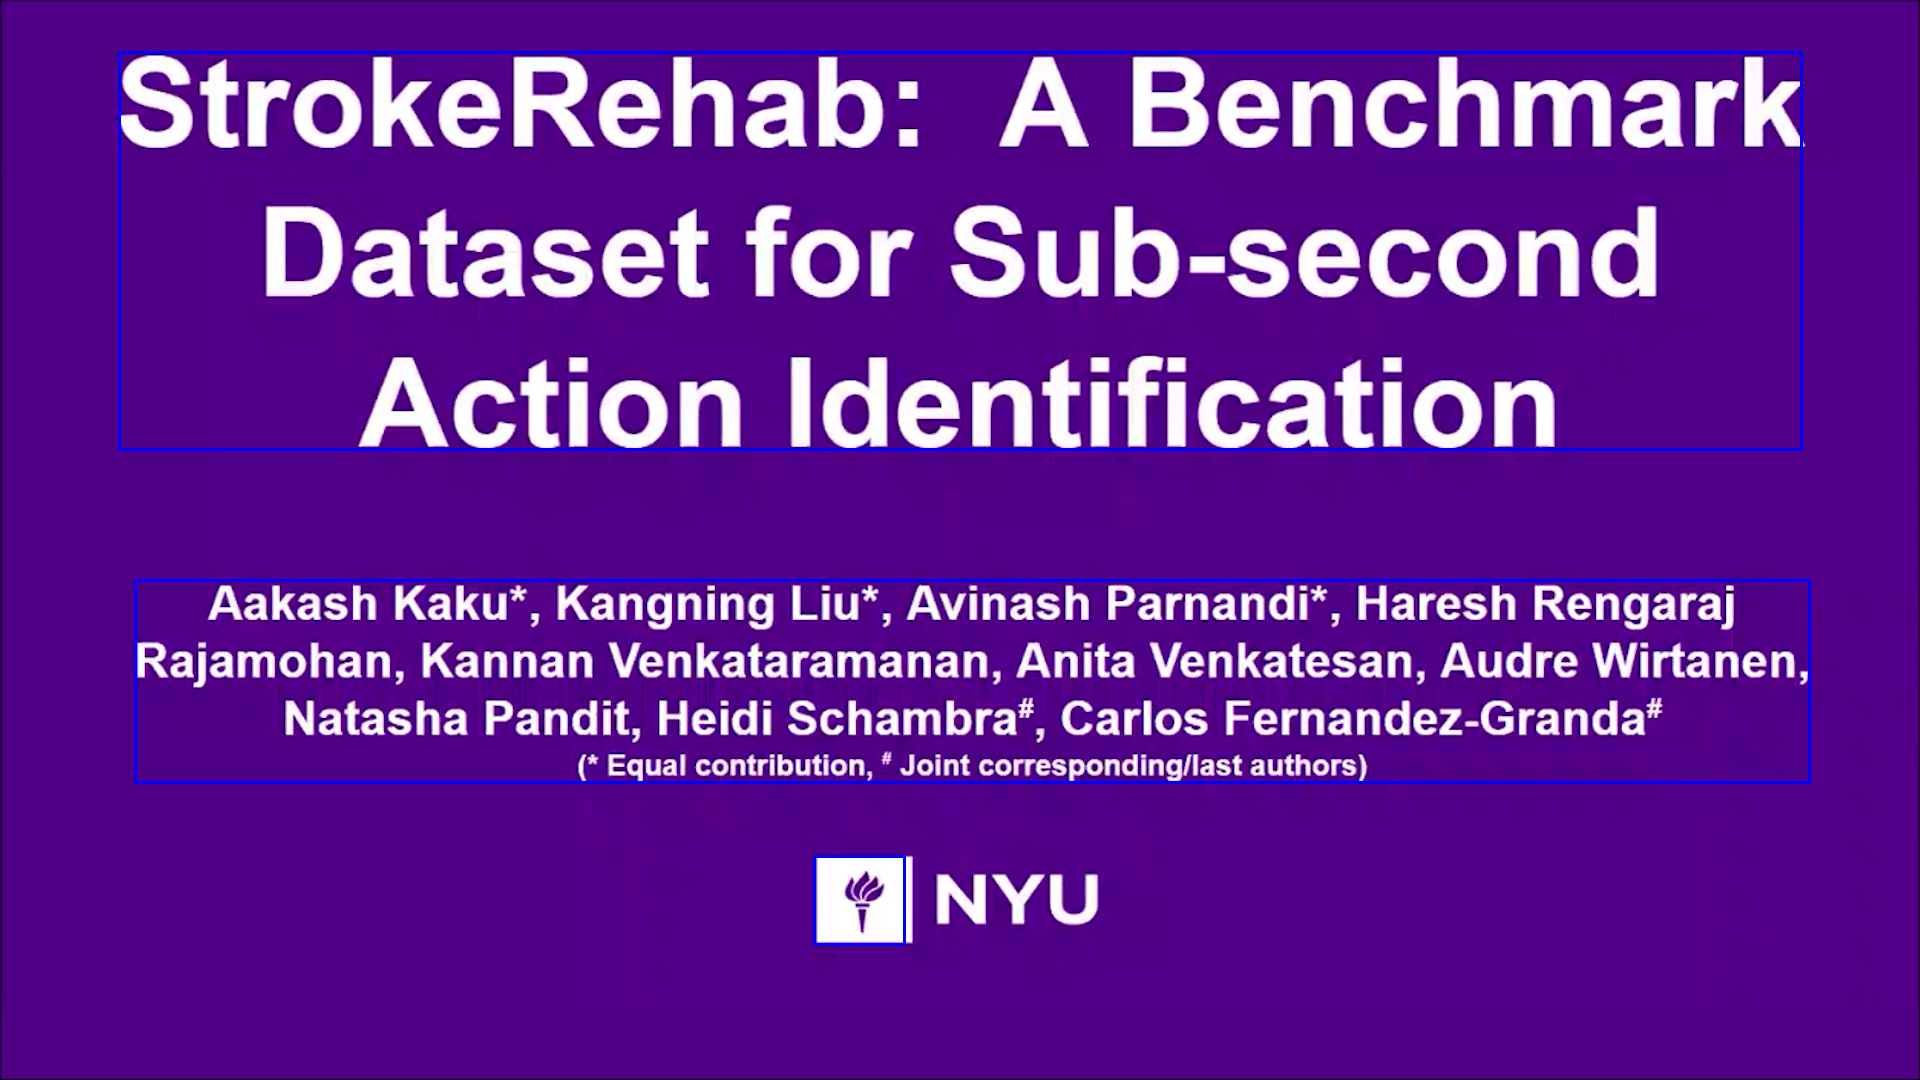 StrokeRehab: A Benchmark
Dataset for Sub-second
Action Identification
Aakash Kaku*, Kangning Liu*, Avinash Parnandi*, Haresh Rengaraj
Rajamohan, Kannan Venkataramanan, Anita Venkatesan, Audre Wirtanen,
Natasha Pandit, Heidi Schambra#, Carlos Fernandez-Granda#
(* Equal contribution, # Joint corresponding/last authors)
NYU